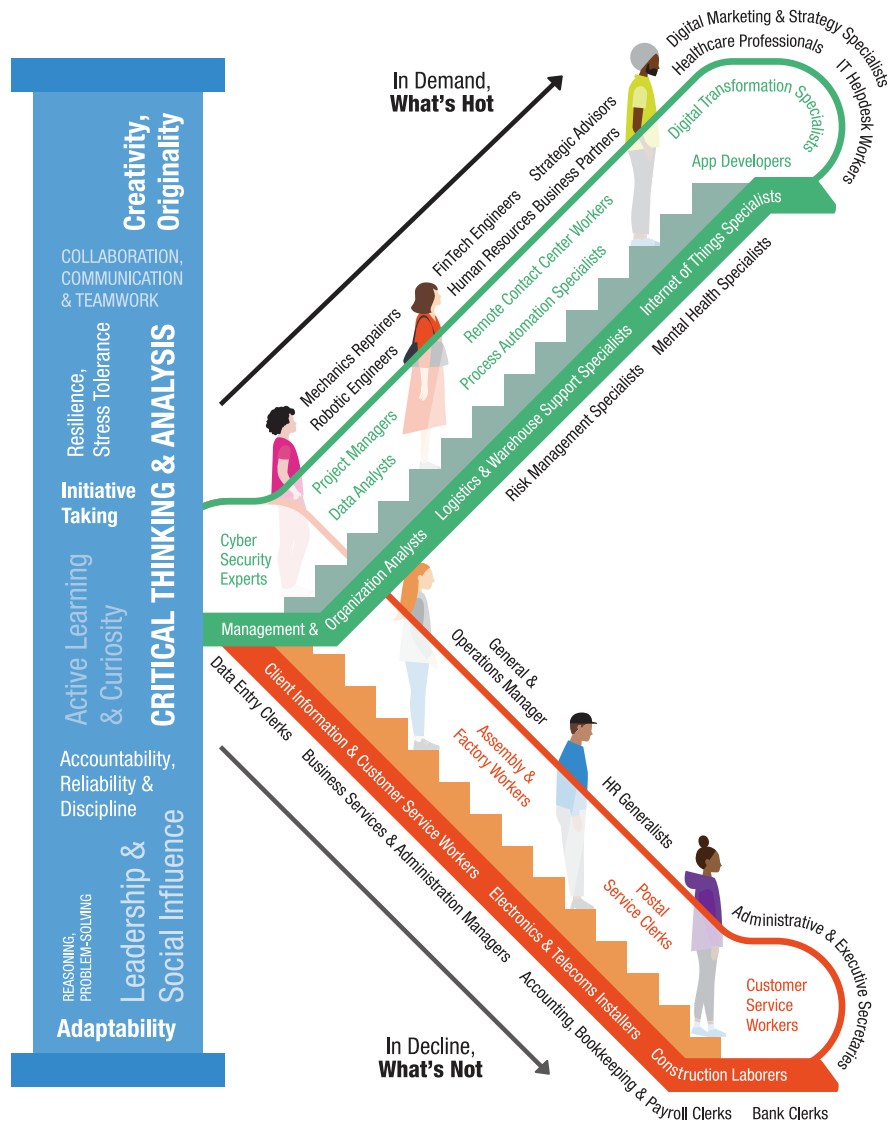 Creativity,
Originality
COLLABORATION,
COMMUNICATION
& TEAMWORK
Resilience,
Stress Tolerance
CRITICAL THINKING & ANALYSIS
Initiative
Taking
Active Learning
& Curiosity
Accountability,
Reliability &
Discipline
Leadership &
Social Influence
REASONING,
PROBLEM-SOLVING
Adaptability
In Demand,
What's Hot
Digital Marketing & Strategy Specialists
Healthcare Professionals
IT Helpdesk Workers
Digital Transformation Specialists
App Developers
Strategic Advisors
Human Resources Business Partners
FinTech Engineers
Remote Contact Center Workers
Process Automation Specialists
Mechanics Repairers
Robotic Engineers
Project Managers
Data Analysts
Cyber
Security
Experts
Management & Organization Analysts
Logistics & Warehouse Support Specialists
Internet of Things Specialists
Mental Health Specialists
Risk Management Specialists
General &
Operations Manager
Assembly &
Factory Workers
HR Generalists
Postal
Service Clerks
Administrative & Executive Secretaries
Customer
Service
Workers
Client Information & Customer Service Workers
Electronics & Telecoms Installers
Construction Laborers
Data Entry Clerks
Business Services & Administration Managers
Accounting, Bookkeeping & Payroll Clerks
Bank Clerks
In Decline,
What's Not